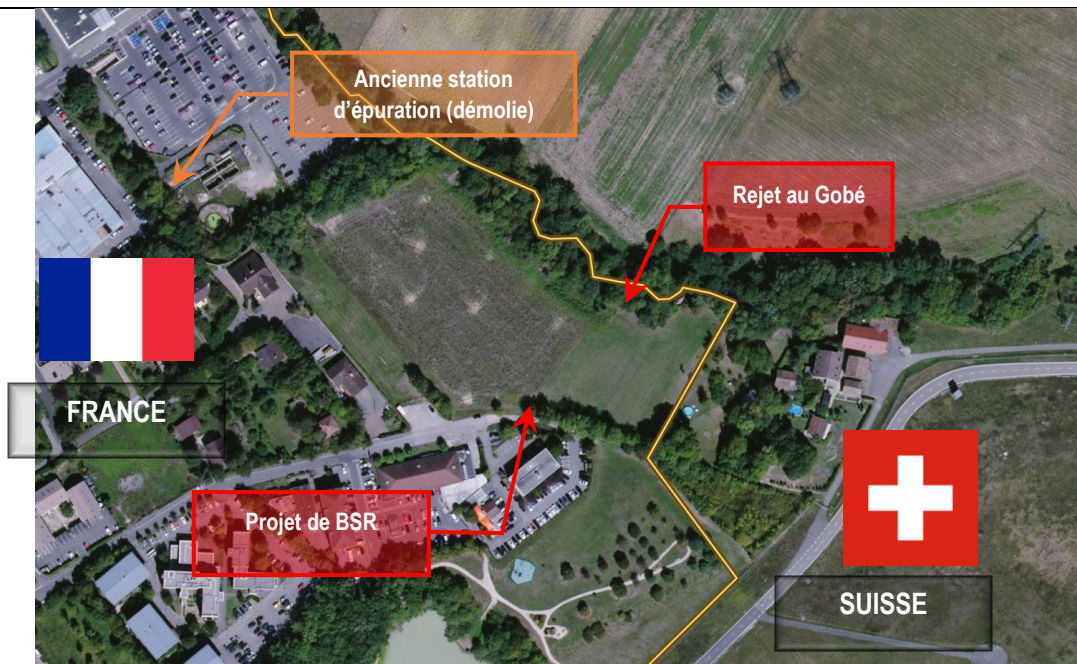 Ancienne station
d'épuration (démolie)
Rejet au Gobé
FRANCE
Projet de BSR
SUISSE